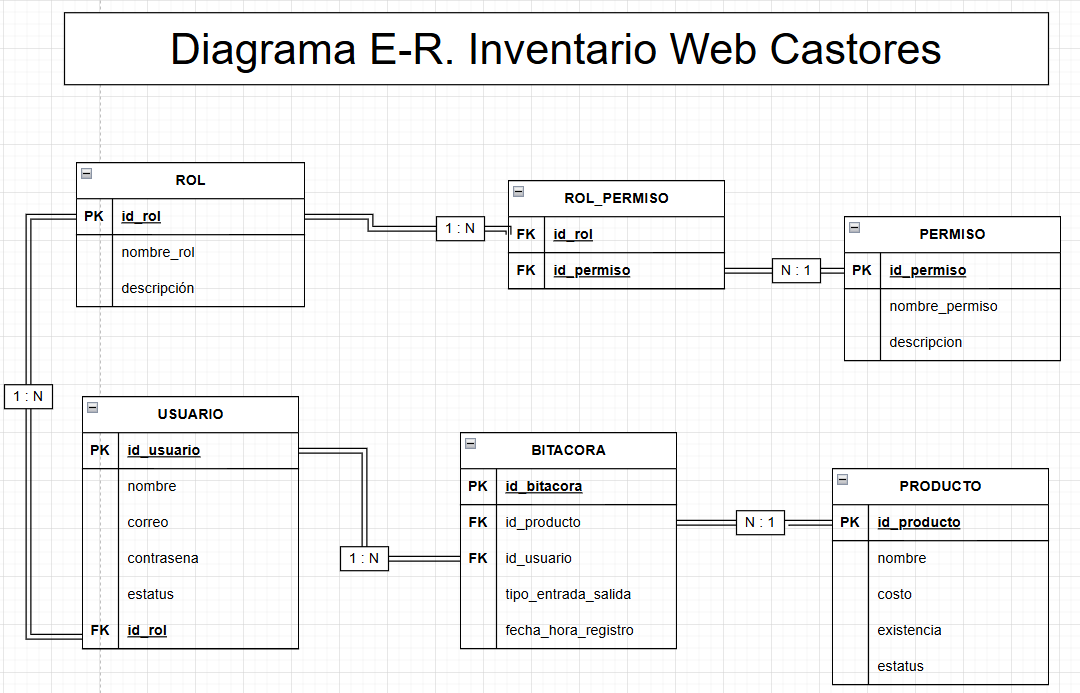 Diagrama E-R. Inventario Web Castores
ROL
PK id_rol
nombre_rol
descripción
1 : N
ROL_PERMISO
FK id_rol
FK id_permiso
N : 1
PERMISO
PK id_permiso
nombre_permiso
descripcion
1 : N
USUARIO
PK id_usuario
nombre
correo
contrasena
estatus
FK id_rol
1 : N
BITACORA
PK id_bitacora
FK id_producto
FK id_usuario
tipo_entrada_salida
fecha_hora_registro
N : 1
PRODUCTO
PK id_producto
nombre
costo
existencia
estatus